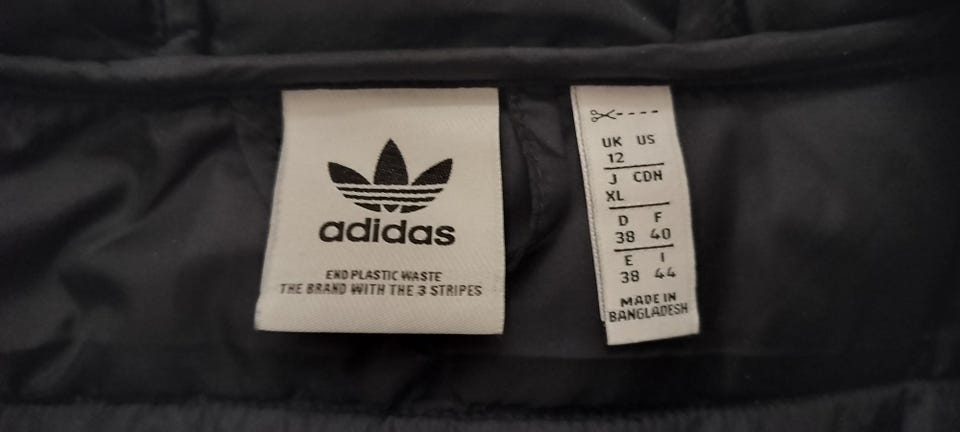 adidas
END PLASTIC WASTE
THE BRAND WITH THE 3 STRIPES
UK US
12
J CDN
XL
D F
38 40
E I
38 44
MADE IN
BANGLADESH